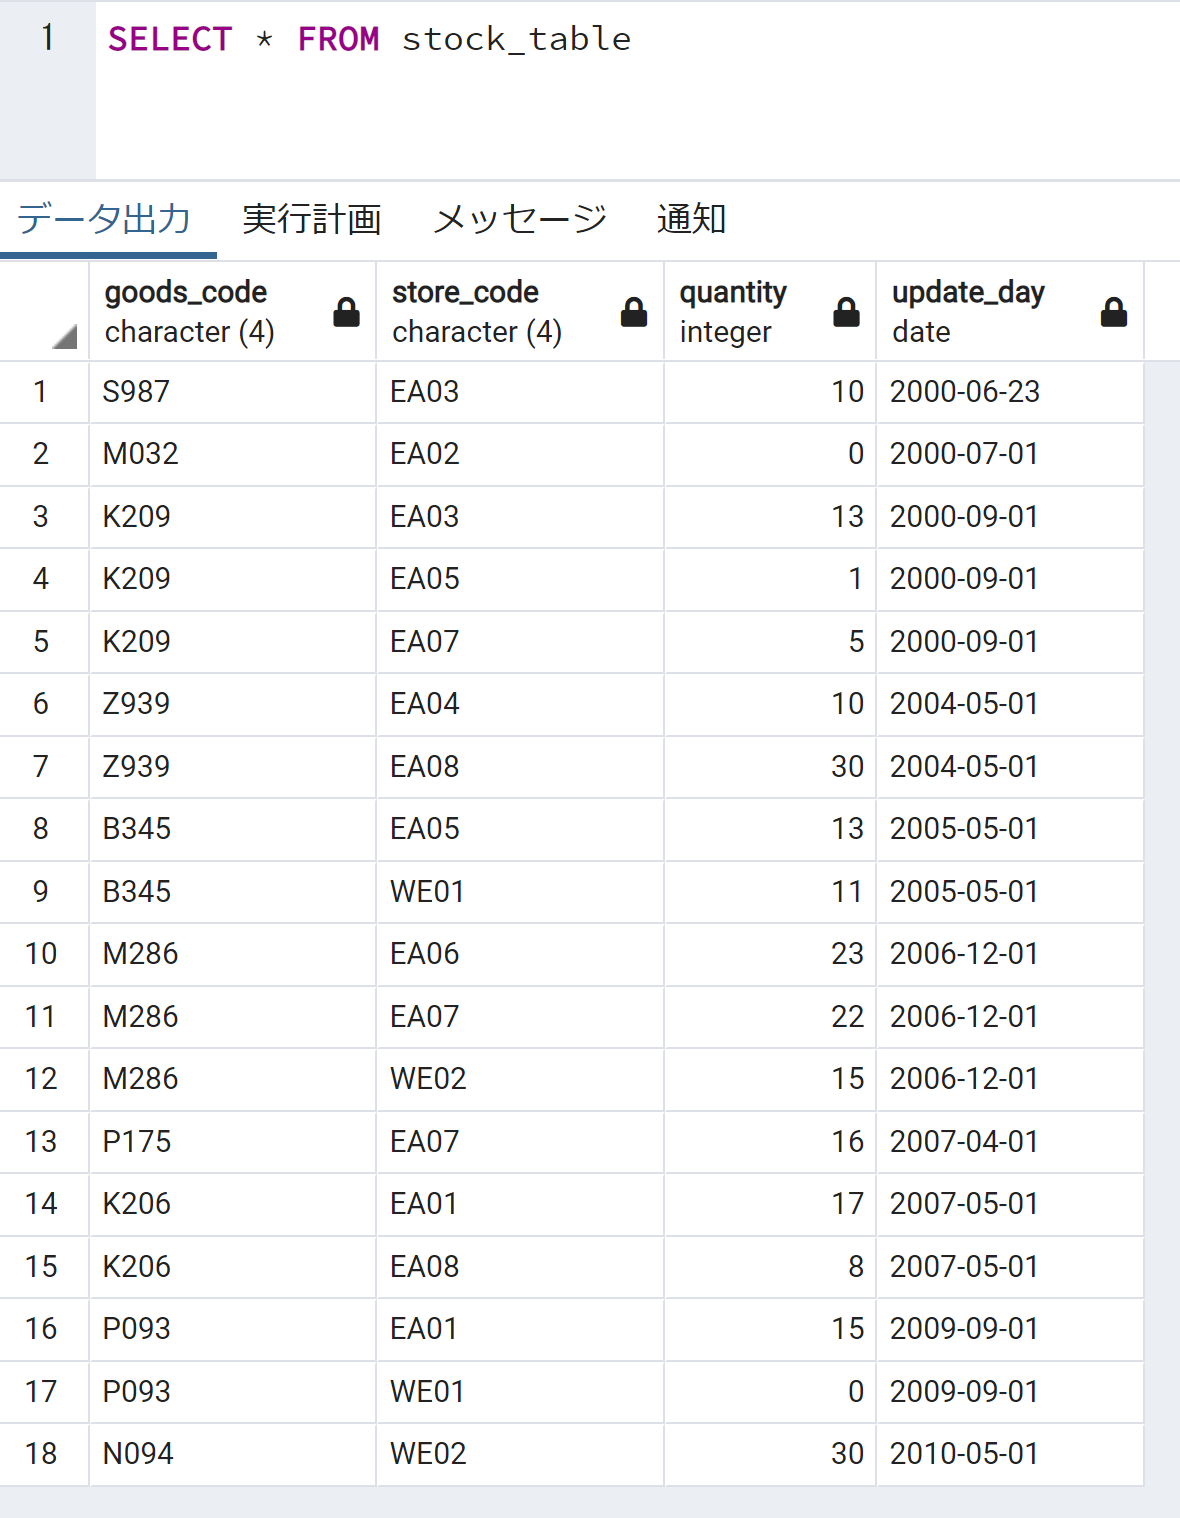 1 SELECT * FROM stock_table
データ出力 実行計画 メッセージ 通知
goods_code store_code quantity update_day
character (4) character (4) integer date
1 S987 EA03 10 2000-06-23
2 M032 EA02 0 2000-07-01
3 K209 EA03 13 2000-09-01
4 K209 EA05 1 2000-09-01
5 K209 EA07 5 2000-09-01
6 Z939 EA04 10 2004-05-01
7 Z939 EA08 30 2004-05-01
8 B345 EA05 13 2005-05-01
9 B345 WE01 11 2005-05-01
10 M286 EA06 23 2006-12-01
11 M286 EA07 22 2006-12-01
12 M286 WE02 15 2006-12-01
13 P175 EA07 16 2007-04-01
14 K206 EA01 17 2007-05-01
15 K206 EA08 8 2007-05-01
16 P093 EA01 15 2009-09-01
17 P093 WE01 0 2009-09-01
18 N094 WE02 30 2010-05-01